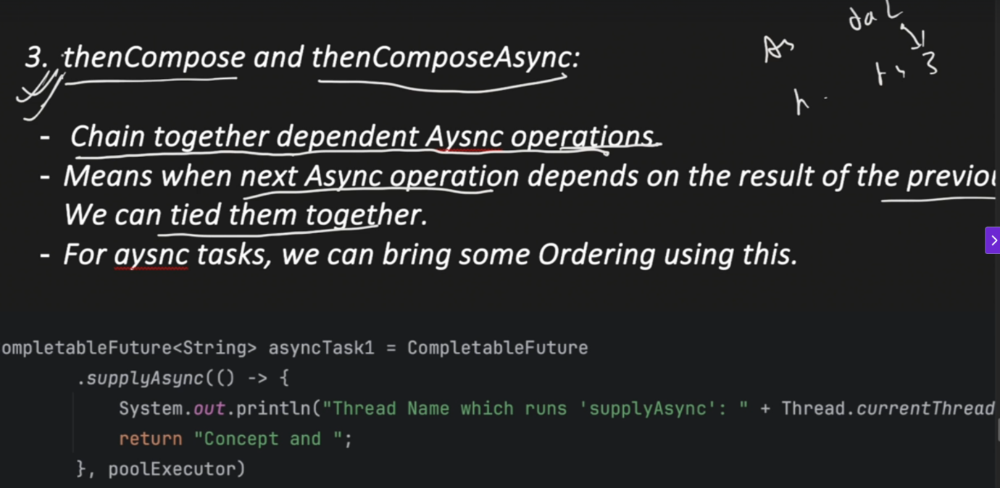 3. thenCompose and thenComposeAsync:
- Chain together dependent Aysnc operations.
- Means when next Async operation depends on the result of the
We can tied them together.
- For aysnc tasks, we can bring some Ordering using this.
ompletableFuture<String> asyncTask1 = CompletableFuture
.supplyAsync(() -> {
System.out.println("Thread Name which runs 'supplyAsync': " + Thread.currentThread
return "Concept and ";
}, poolExecutor)